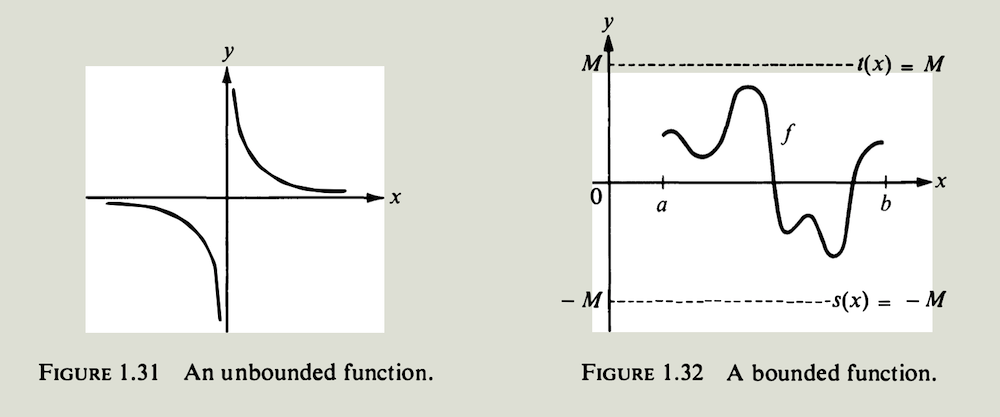 y
x
FIGURE 1.31 An unbounded function.
y
M
t(x) = M
f
0
a
b
x
– M
s(x) = – M
FIGURE 1.32 A bounded function.